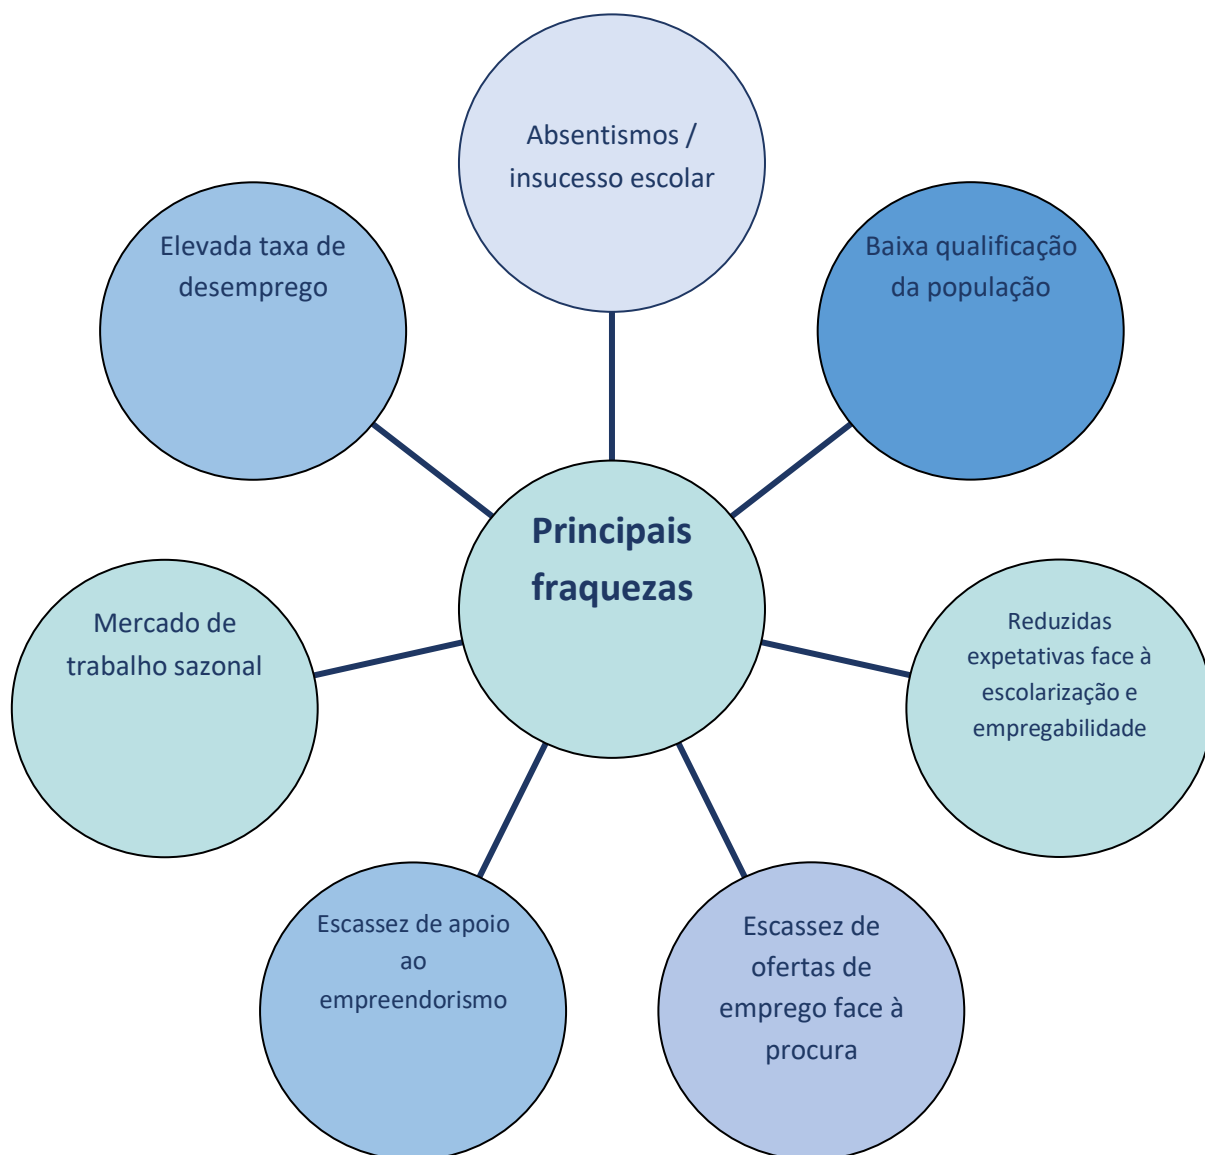 Absentismos /
insucesso escolar
Elevada taxa de
desemprego
Baixa qualificação
da população
Principais
fraquezas
Mercado de
trabalho sazonal
Reduzidas
expetativas face à
escolarização e
empregabilidade
Escassez de apoio
ao
empreendorismo
Escassez de
ofertas de
emprego face à
procura